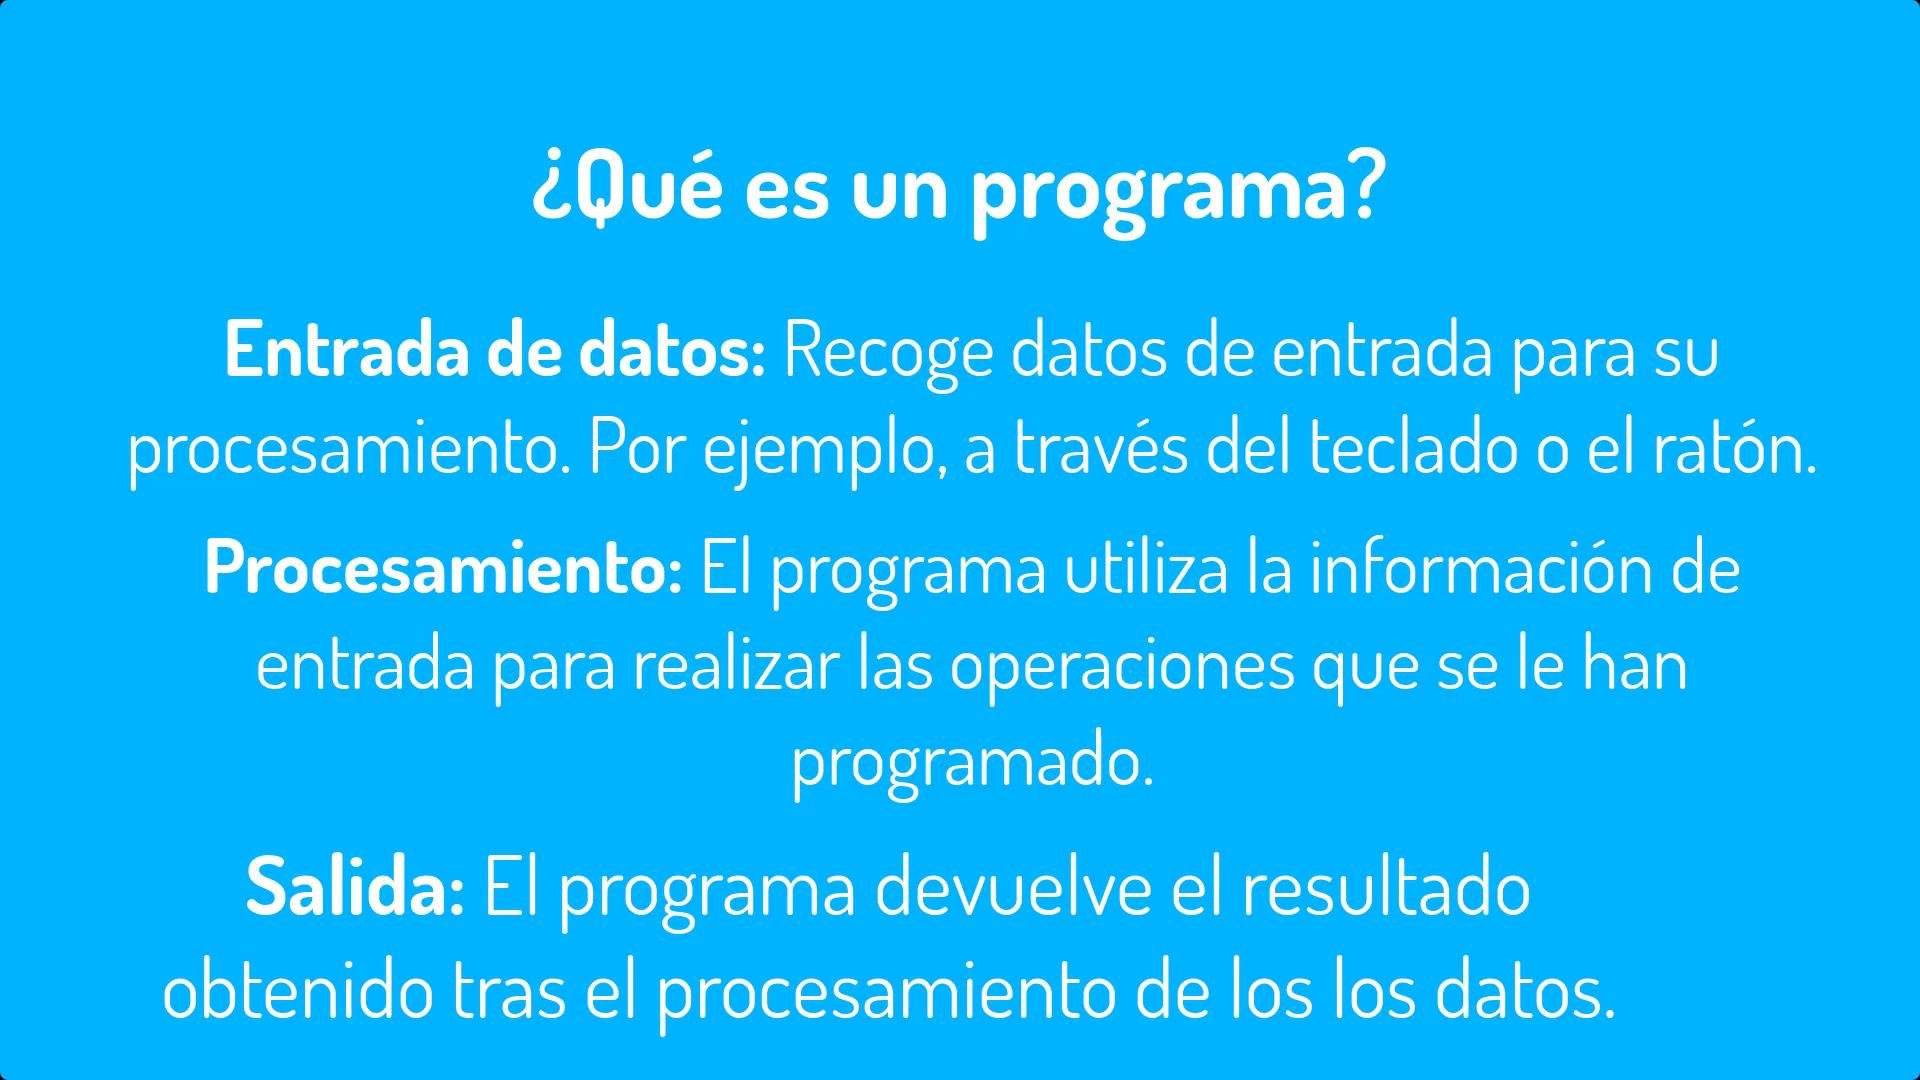 ¿Qué es un programa?
Entrada de datos: Recoge datos de entrada para su
procesamiento. Por ejemplo, a través del teclado o el ratón.
Procesamiento: El programa utiliza la información de
entrada para realizar las operaciones que se le han
programado.
Salida: El programa devuelve el resultado
obtenido tras el procesamiento de los los datos.